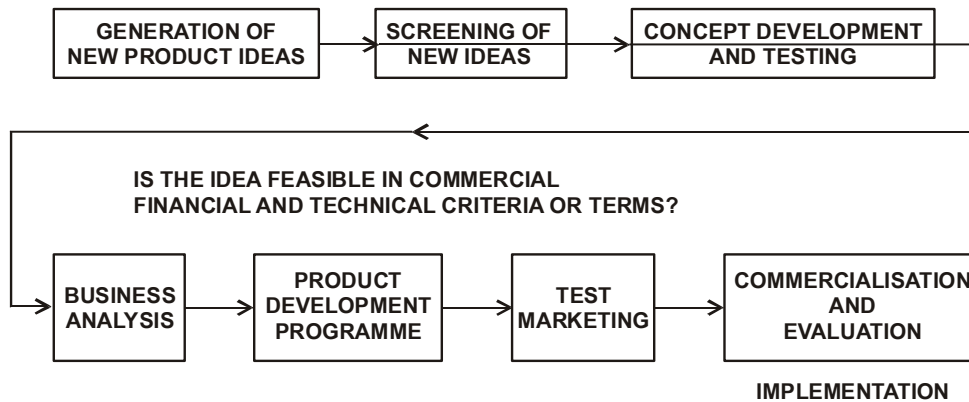 GENERATION OF
NEW PRODUCT IDEAS
SCREENING OF
NEW IDEAS
CONCEPT DEVELOPMENT
AND TESTING
IS THE IDEA FEASIBLE IN COMMERCIAL
FINANCIAL AND TECHNICAL CRITERIA OR TERMS?
BUSINESS
ANALYSIS
PRODUCT
DEVELOPMENT
PROGRAMME
TEST
MARKETING
COMMERCIALISATION
AND
EVALUATION
IMPLEMENTATION